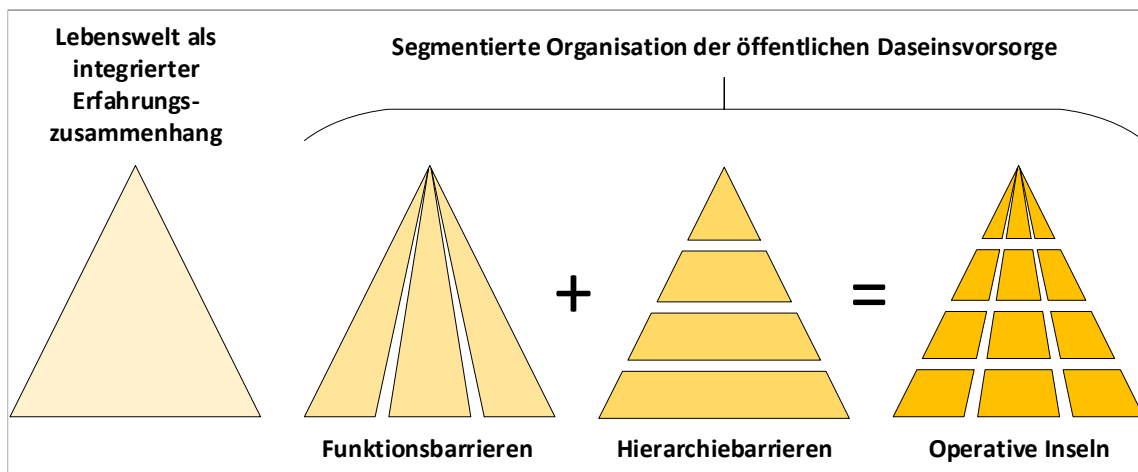 Lebenswelt als
integrierter
Erfahrungs-
zusammenhang
Segmentierte Organisation der öffentlichen Daseinsvorsorge
+
=
Funktionsbarrieren
Hierarchiebarrieren
Operative Inseln